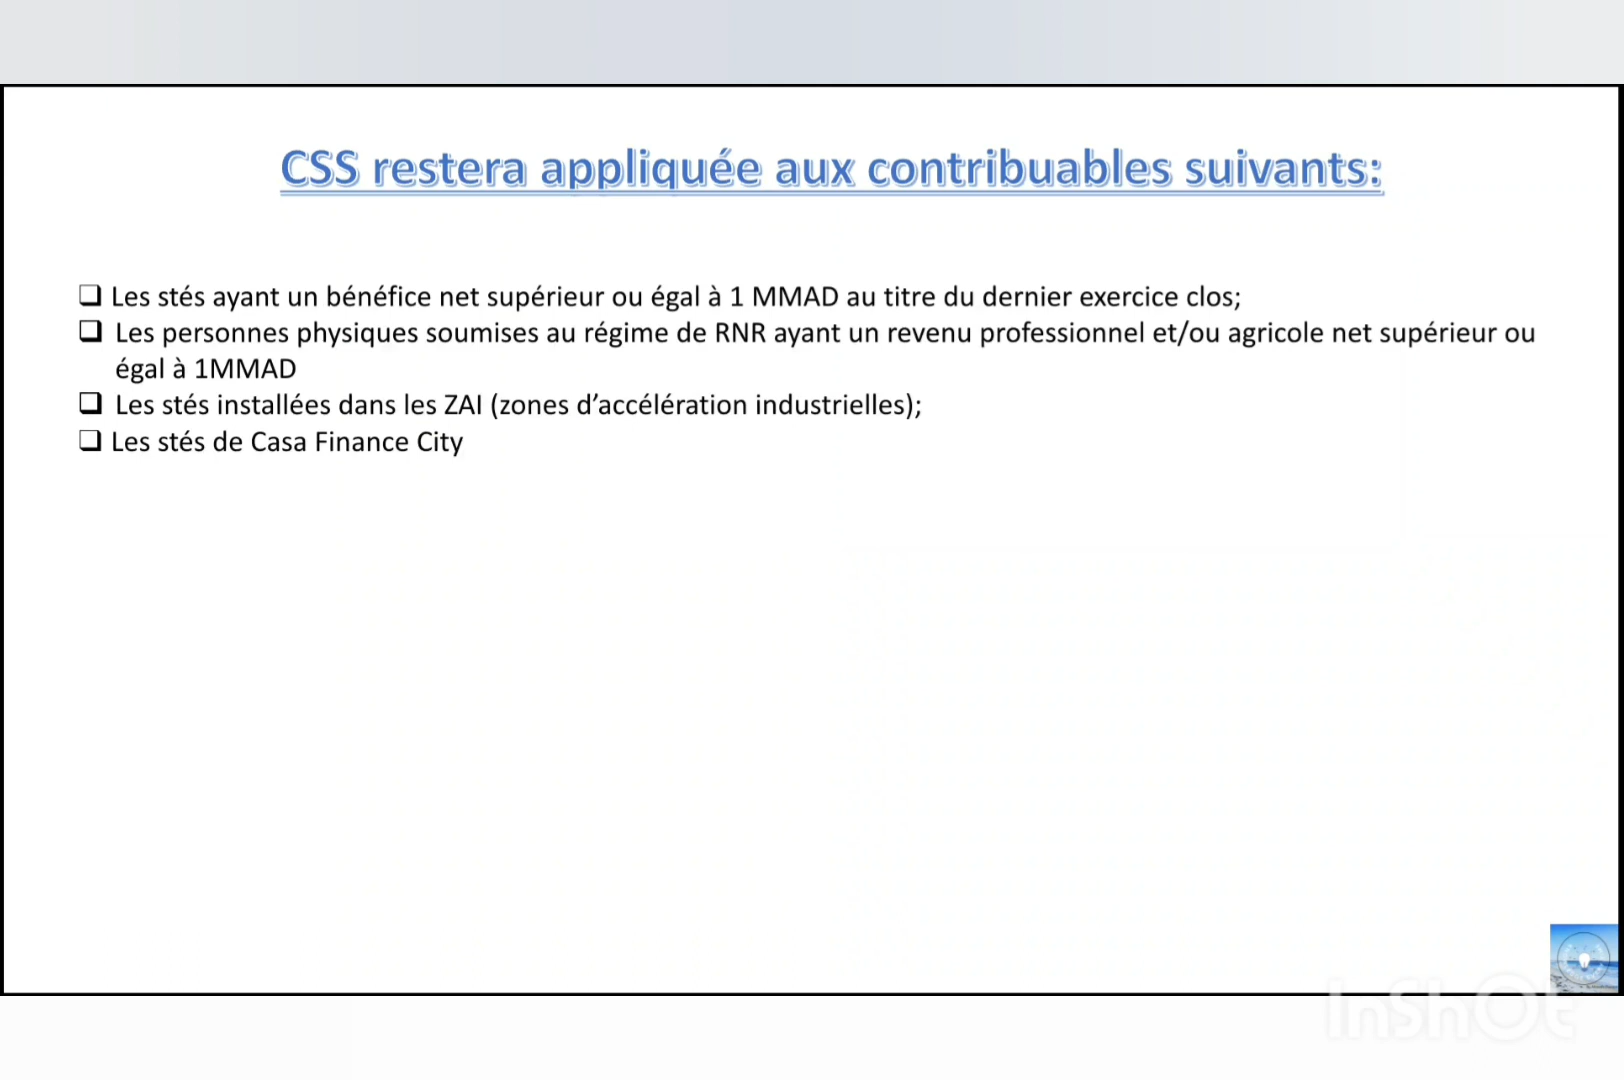 CSS restera appliquée aux contribuables suivants:
❑ Les stés ayant un bénéfice net supérieur ou égal à 1 MMAD au titre du dernier exercice clos;
❑ Les personnes physiques soumises au régime de RNR ayant un revenu professionnel et/ou agricole net supérieur ou
égal à 1MMAD
❑ Les stés installées dans les ZAI (zones d’accélération industrielles);
❑ Les stés de Casa Finance City
InShOt